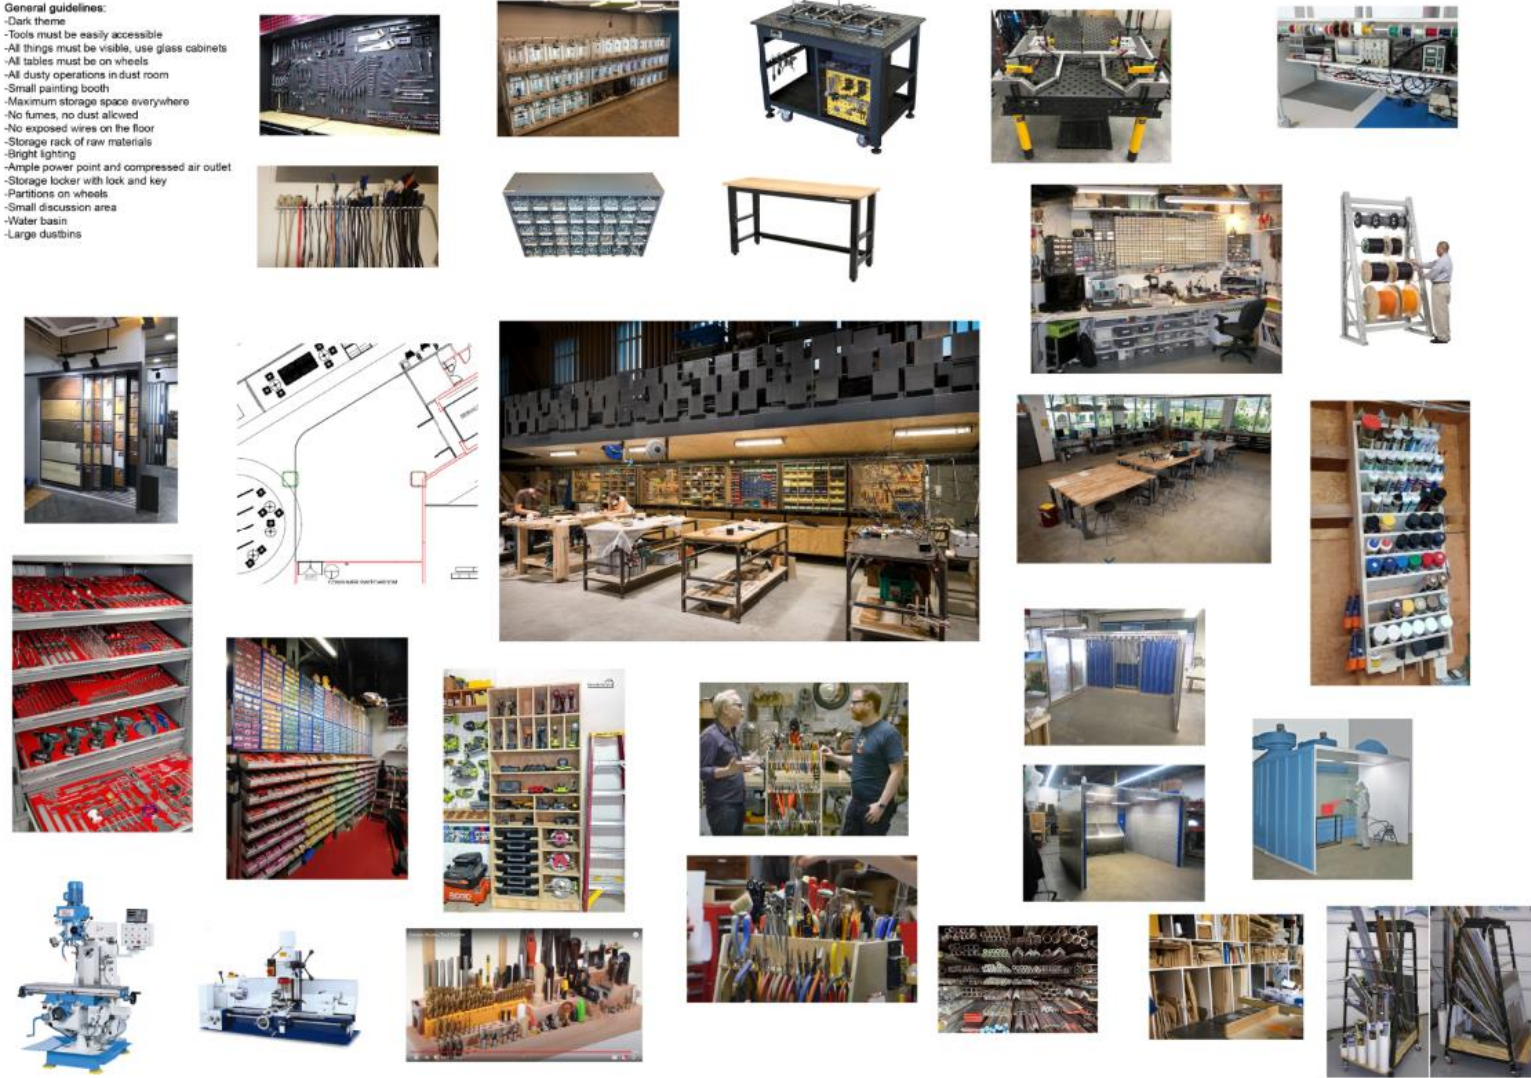 General guidelines:
-Dark theme
-Tools must be easily accessible
-All things must be visible, use glass cabinets
-All tables must be on wheels
-All dusty operations in dust room
-Small painting booth
-Maximum storage space everywhere
-No fumes, no dust allowed
-No exposed wires on the floor
-Storage rack of raw materials
-Bright lighting
-Ample power point and compressed air outlet
-Storage locker with lock and key
-Partitions on wheels
-Small discussion area
-Water basin
-Large dustbins
RIDGID